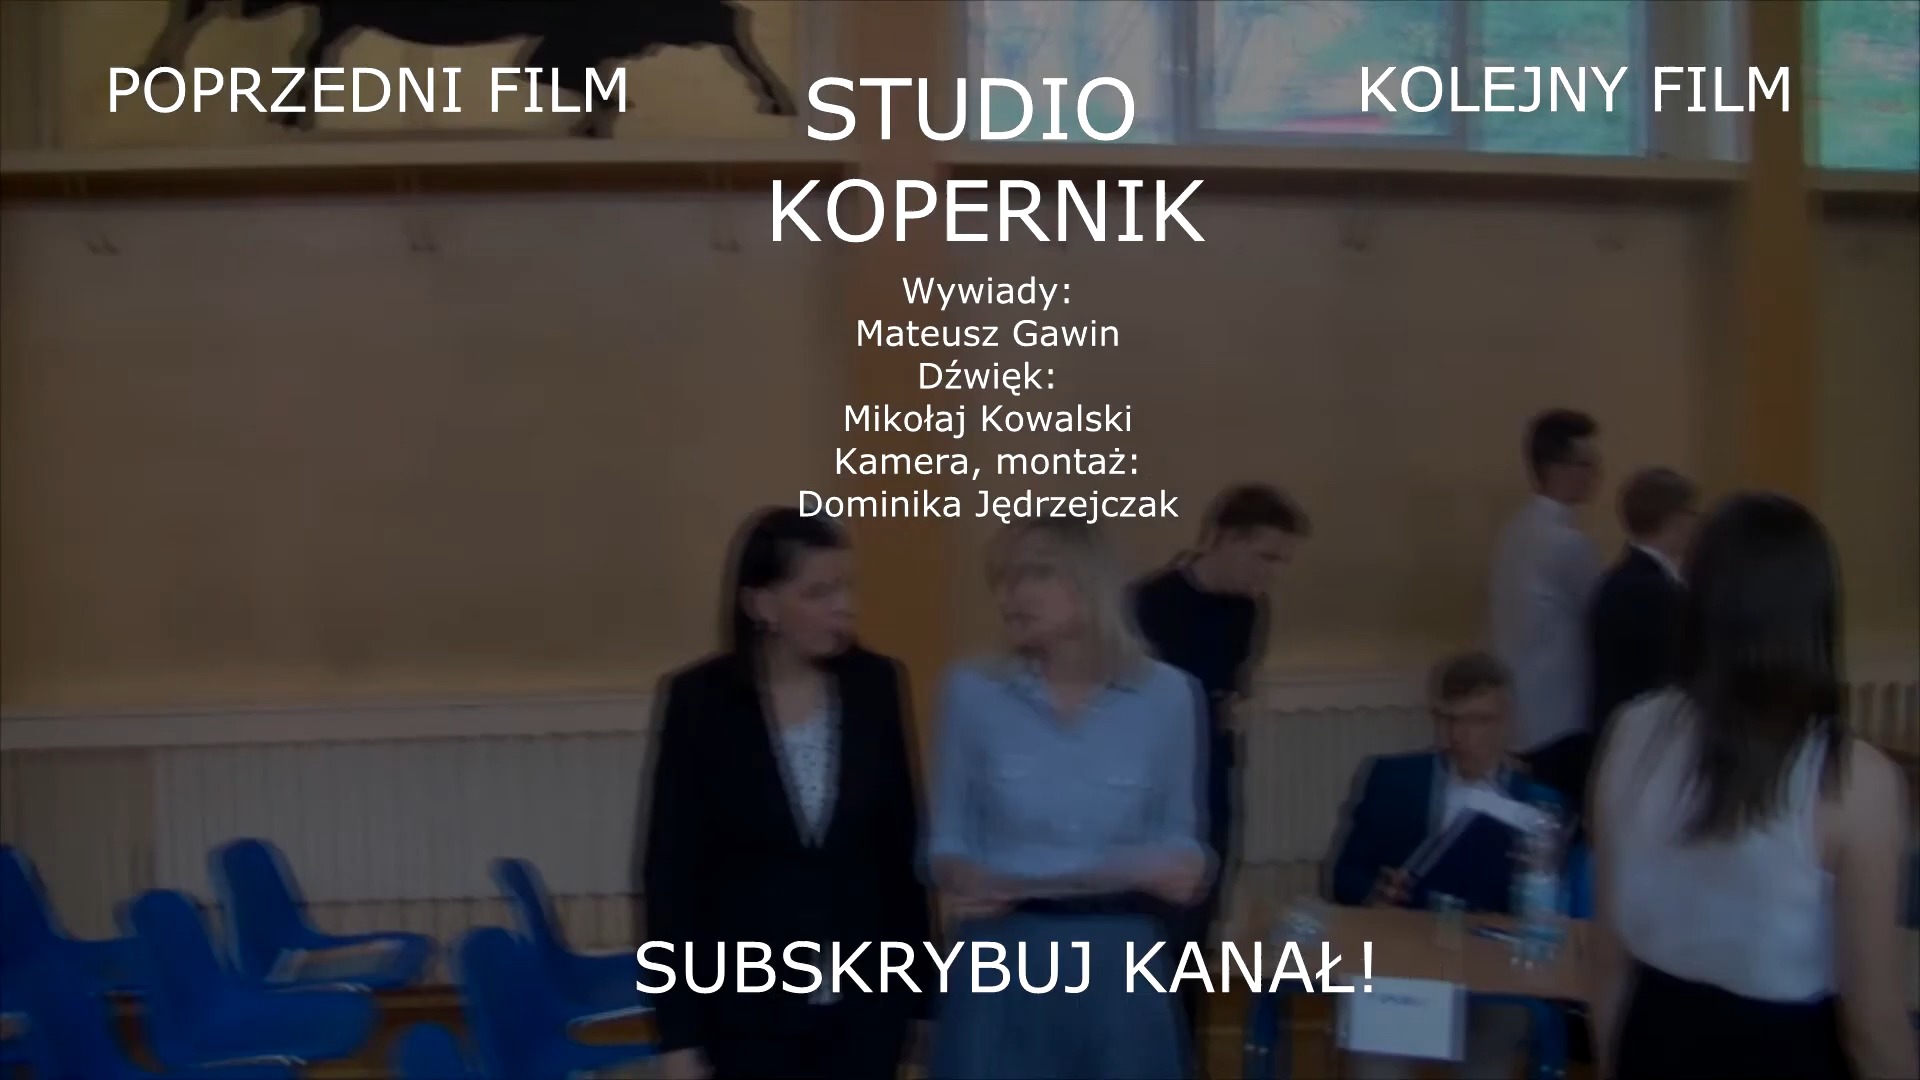 POPRZEDNI FILM
STUDIO
KOPERNIK
KOLEJNY FILM
Wywiady:
Mateusz Gawin
Dźwięk:
Mikołaj Kowalski
Kamera, montaż:
Dominika Jędrzejczak
SUBSKRYBUJ KANAŁ!